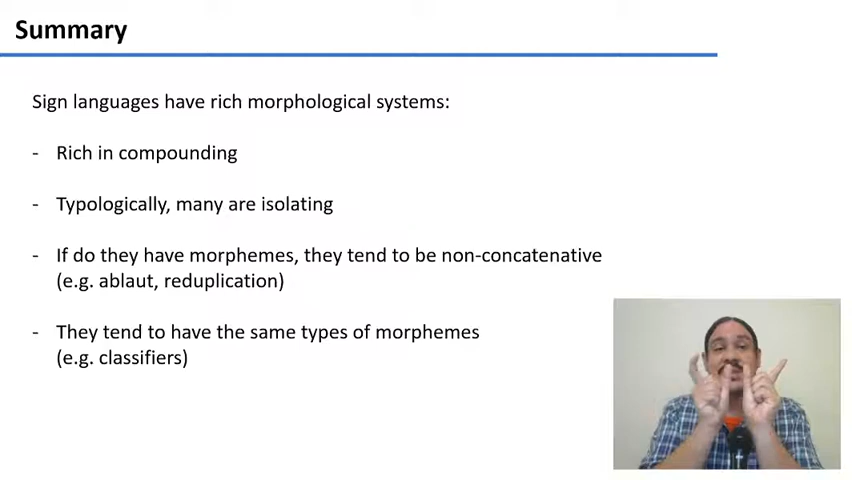 Summary
Sign languages have rich morphological systems:
- Rich in compounding
- Typologically, many are isolating
- If do they have morphemes, they tend to be non-concatenative
(e.g. ablaut, reduplication)
- They tend to have the same types of morphemes
(e.g. classifiers)